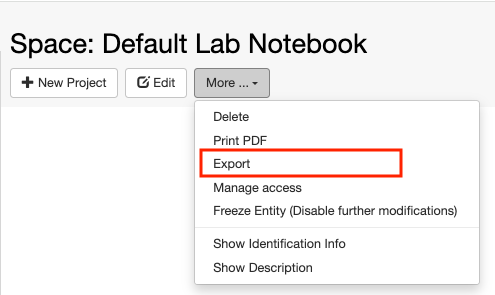 Space: Default Lab Notebook
+ New Project Edit More ...
Delete
Print PDF
Export
Manage access
Freeze Entity (Disable further modifications)
Show Identification Info
Show Description